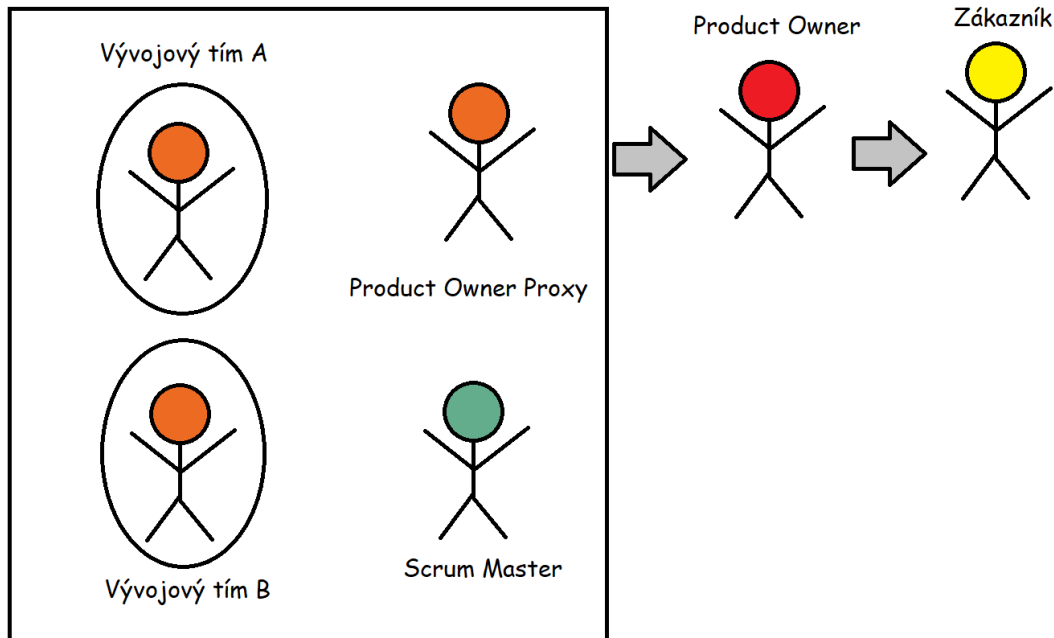 Vývojový tím A
Product Owner Proxy
Vývojový tím B
Scrum Master
Product Owner
Zákazník